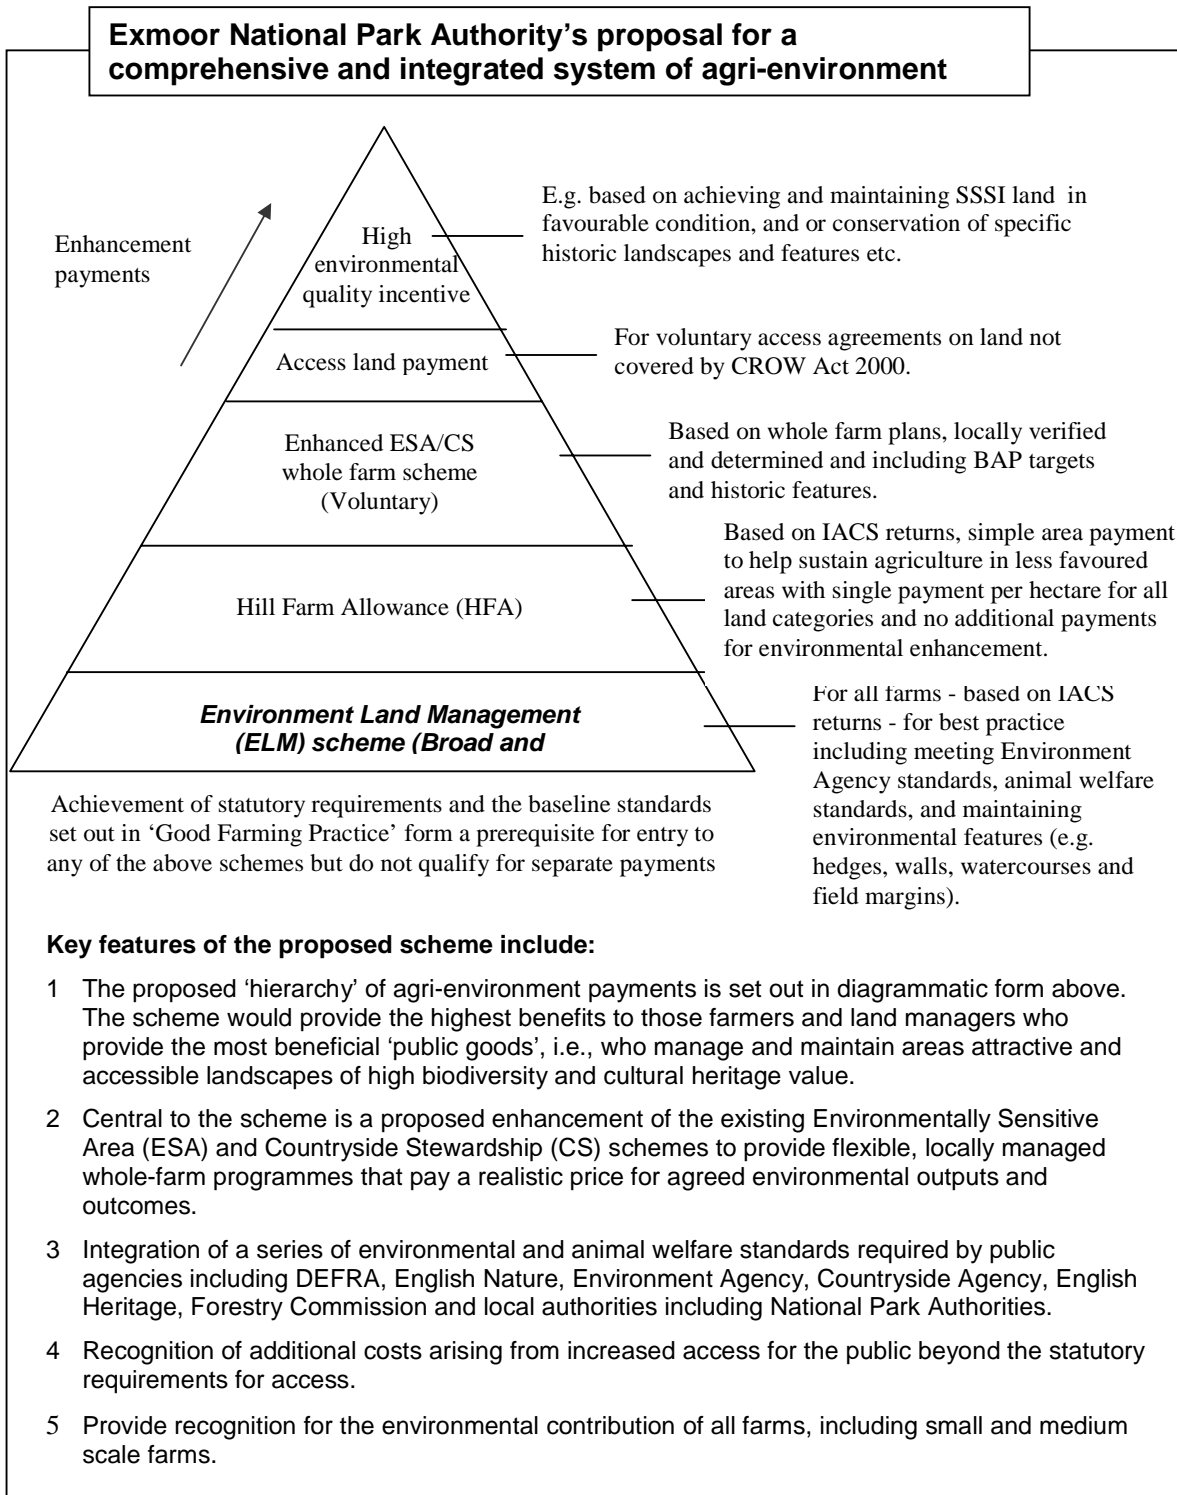 Exmoor National Park Authority’s proposal for a
comprehensive and integrated system of agri-environment
Enhancement
payments
High
environmental
quality incentive
E.g. based on achieving and maintaining SSSI land in
favourable condition, and or conservation of specific
historic landscapes and features etc.
Access land payment
For voluntary access agreements on land not
covered by CROW Act 2000.
Enhanced ESA/CS
whole farm scheme
(Voluntary)
Based on whole farm plans, locally verified
and determined and including BAP targets
and historic features.
Hill Farm Allowance (HFA)
Based on IACS returns, simple area payment
to help sustain agriculture in less favoured
areas with single payment per hectare for all
land categories and no additional payments
for environmental enhancement.
Environment Land Management
(ELM) scheme (Broad and
For all farms - based on IACS
returns - for best practice
including meeting Environment
Agency standards, animal welfare
standards, and maintaining
environmental features (e.g.
hedges, walls, watercourses and
field margins).
Achievement of statutory requirements and the baseline standards
set out in ‘Good Farming Practice’ form a prerequisite for entry to
any of the above schemes but do not qualify for separate payments
Key features of the proposed scheme include:
1 The proposed ‘hierarchy’ of agri-environment payments is set out in diagrammatic form above.
The scheme would provide the highest benefits to those farmers and land managers who
provide the most beneficial ‘public goods’, i.e., who manage and maintain areas attractive and
accessible landscapes of high biodiversity and cultural heritage value.
2 Central to the scheme is a proposed enhancement of the existing Environmentally Sensitive
Area (ESA) and Countryside Stewardship (CS) schemes to provide flexible, locally managed
whole-farm programmes that pay a realistic price for agreed environmental outputs and
outcomes.
3 Integration of a series of environmental and animal welfare standards required by public
agencies including DEFRA, English Nature, Environment Agency, Countryside Agency, English
Heritage, Forestry Commission and local authorities including National Park Authorities.
4 Recognition of additional costs arising from increased access for the public beyond the statutory
requirements for access.
5 Provide recognition for the environmental contribution of all farms, including small and medium
scale farms.